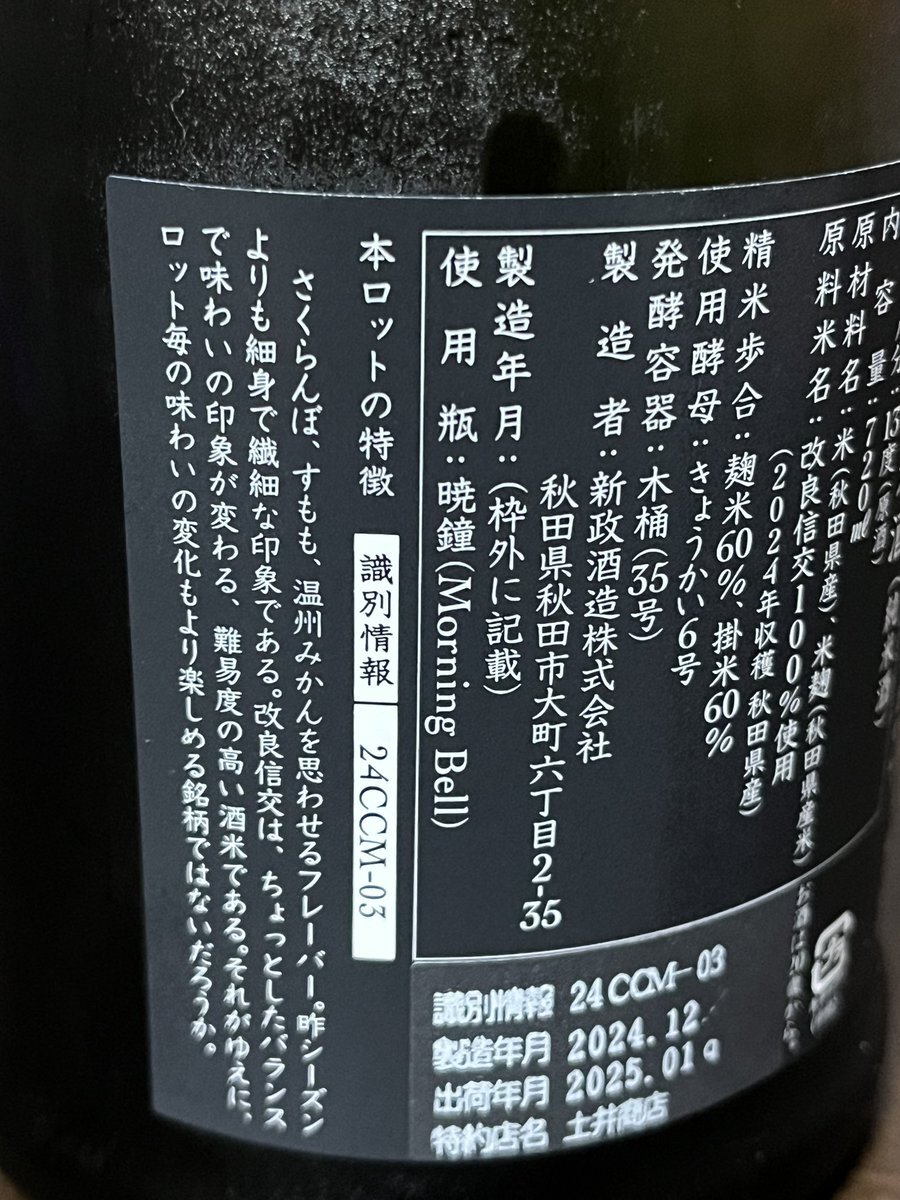 内容量：720ml
原材料名：米（秋田県産）、米麹（秋田県産米）
原料米名：改良信交100％使用
（2024年収穫 秋田県産）
精米歩合：麹米60％、掛米60％
使用酵母：きょうかい6号
発酵容器：木桶（35号）
製造者：新政酒造株式会社
秋田県秋田市大町六丁目2-35
製造年月：（枠外に記載）
使用瓶：暁鐘（Morning Bell）
本ロットの特徴 識別情報 24CCM-03
さくらんぼ、すもも、温州みかんを思わせるフレーバー。昨シーズン
よりも細身で繊細な印象である。改良信交は、ちょっとしたバランス
で味わいの印象が変わる、難易度の高い酒米である。それがゆえに、
ロット毎の味わいの変化もより楽しめる銘柄ではないだろうか。
識別情報 24CCM-03
製造年月 2024.12.
出荷年月 2025.01
特約店名 土井商店